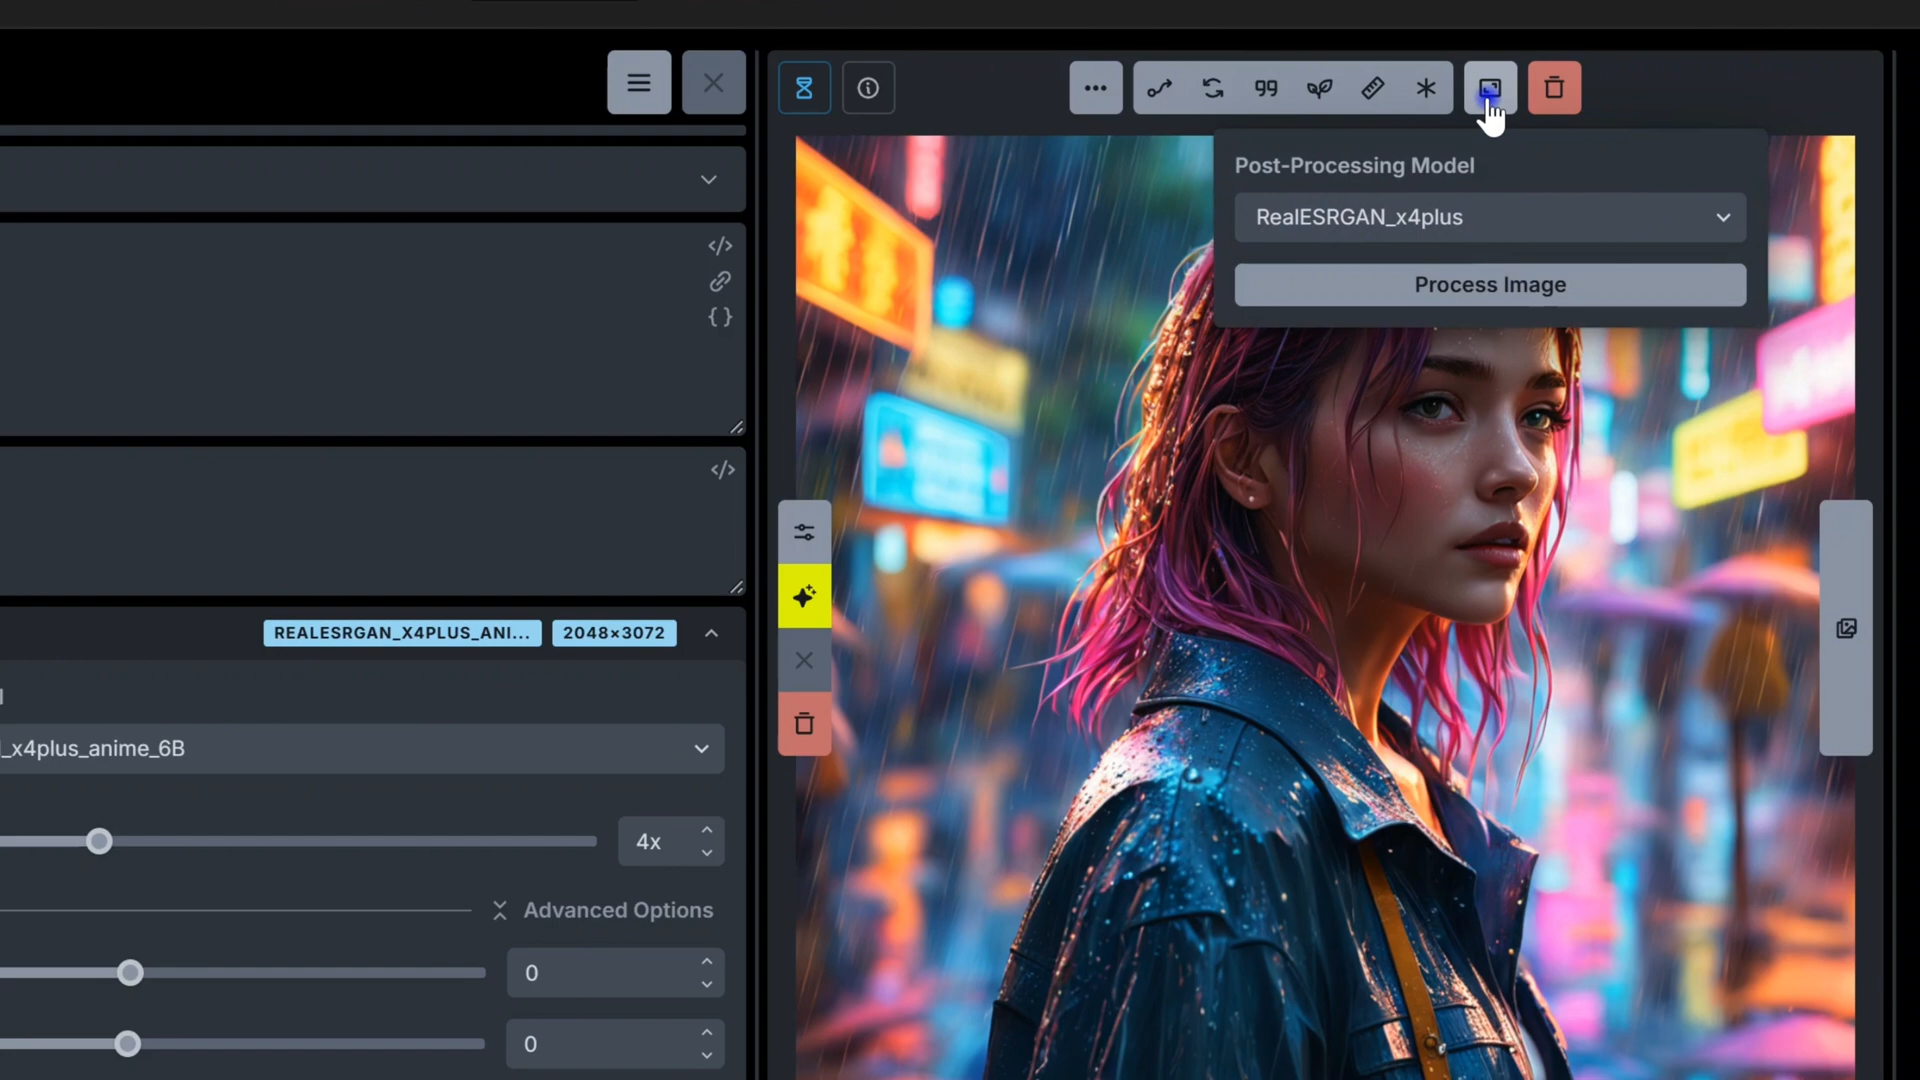 Post-Processing Model
RealESRGAN_x4plus
Process Image
REALESRGAN_X4PLUS_ANI... 2048×3072
_x4plus_anime_6B
4x
Advanced Options
0
0